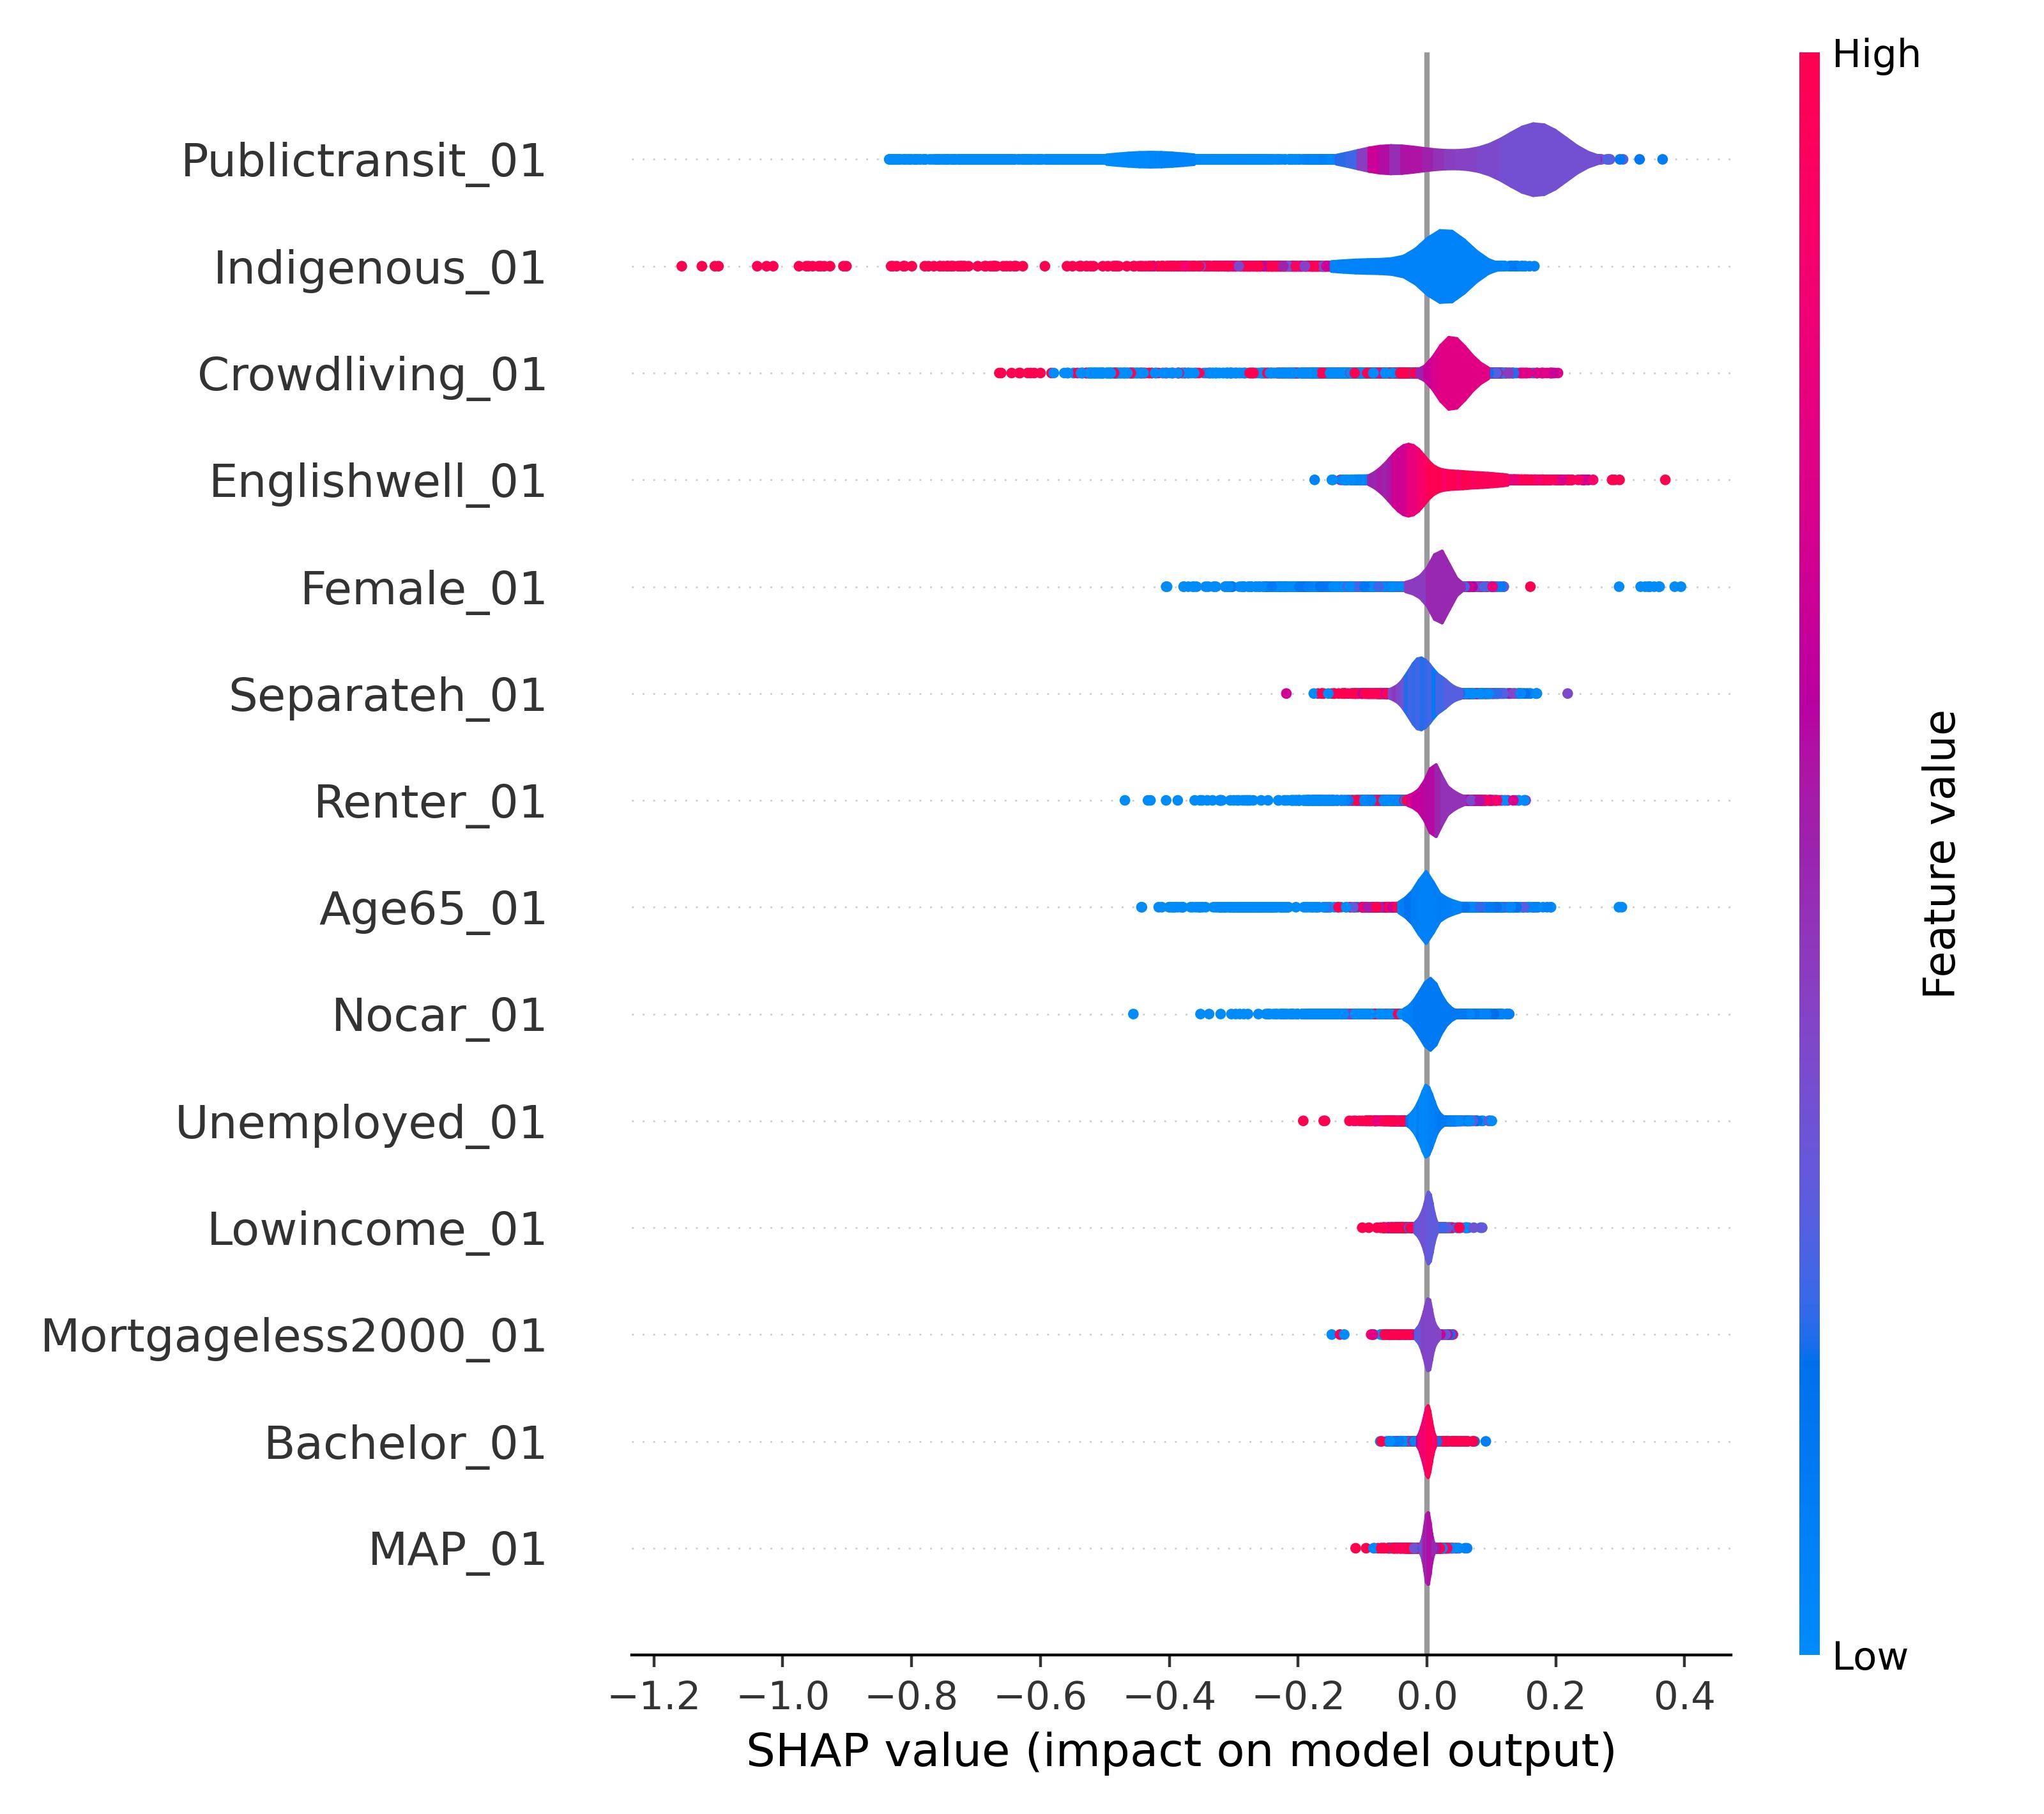 High
Publictransit_01
Indigenous_01
Crowdliving_01
Englishwell_01
Female_01
Separateh_01
Renter_01
Age65_01
Nocar_01
Unemployed_01
Lowincome_01
Mortgageless2000_01
Bachelor_01
MAP_01
Feature value
Low
−1.2 −1.0 −0.8 −0.6 −0.4 −0.2 0.0 0.2 0.4
SHAP value (impact on model output)